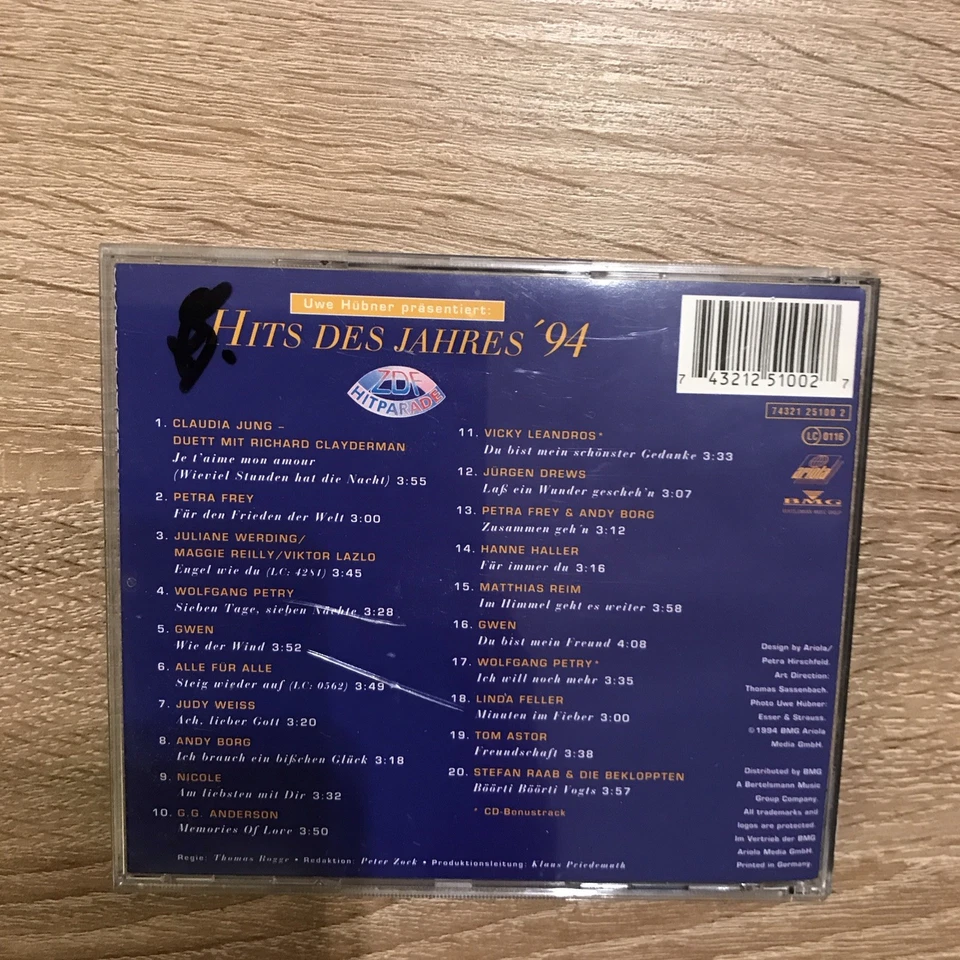 Uwe Hübner präsentiert:
HITS DES JAHRES ´94
ZDF
HITPARADE
7 43212 51002 7
74321 25100 2
LC 0116
ariola
BMG
1. CLAUDIA JUNG –
DUETT MIT RICHARD CLAYDERMAN
Je t'aime mon amour
(Wieviel Stunden hat die Nacht) 3:55
2. PETRA FREY
Für den Frieden der Welt 3:00
3. JULIANE WERDING/
MAGGIE REILLY/VIKTOR LAZLO
Engel wie du (LC: 4281) 3:45
4. WOLFGANG PETRY
Sieben Tage, sieben Nächte 3:28
5. GWEN
Wie der Wind 3:52
6. ALLE FÜR ALLE
Steig wieder auf (LC: 0562) 3:49
7. JUDY WEISS
Ach, lieber Gott 3:20
8. ANDY BORG
Ich brauch ein bißchen Glück 3:18
9. NICOLE
Am liebsten mit Dir 3:32
10. G.G. ANDERSON
Memories Of Love 3:50
11. VICKY LEANDROS*
Du bist mein schönster Gedanke 3:33
12. JÜRGEN DREWS
Laß ein Wunder gescheh'n 3:07
13. PETRA FREY & ANDY BORG
Zusammen geh'n 3:12
14. HANNE HALLER
Für immer du 3:16
15. MATTHIAS REIM
Im Himmel geht es weiter 3:58
16. GWEN
Du bist mein Freund 4:08
17. WOLFGANG PETRY*
Ich will noch mehr 3:35
18. LINDA FELLER
Minuten im Fieber 3:00
19. TOM ASTOR
Freundschaft 3:38
20. STEFAN RAAB & DIE BEKLOPPTEN
Böörti Böörti Vogts 3:57
* CD-Bonustrack
Design by Ariola/
Petra Hirschfeld.
Art Direction:
Thomas Sassenbach.
Photo Uwe Hübner:
Esser & Strauss.
©1994 BMG Ariola
Media GmbH.
Distributed by BMG
A Bertelsmann Music
Group Company.
All trademarks and
logos are protected.
Im Vertrieb der BMG
Ariola Media GmbH.
Printed in Germany.
Regie: Thomas Rogge • Redaktion: Peter Zock • Produktionsleitung: Klaus Priedemuth